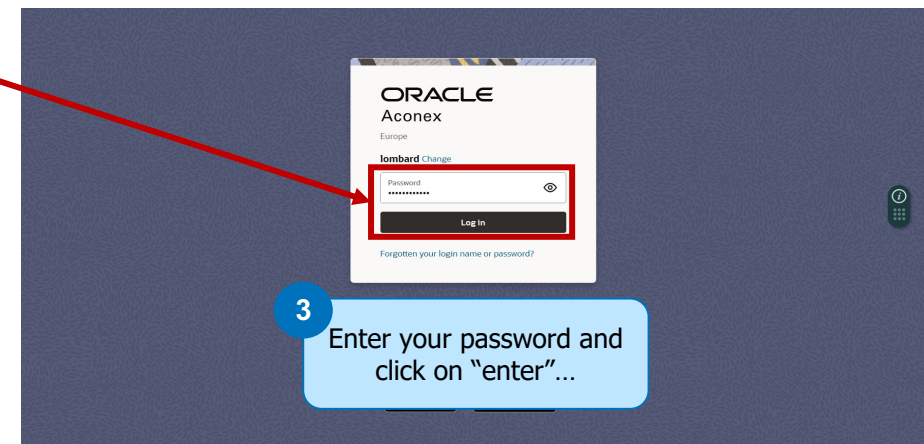 ORACLE
Aconex
Europe
lombard Change
Password
••••••••••••
Log in
Forgotten your login name or password?
3
Enter your password and
click on “enter”...